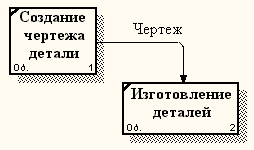 Создание
чертежа
детали
0б. 1
Чертеж
Изготовление
деталей
0б. 2